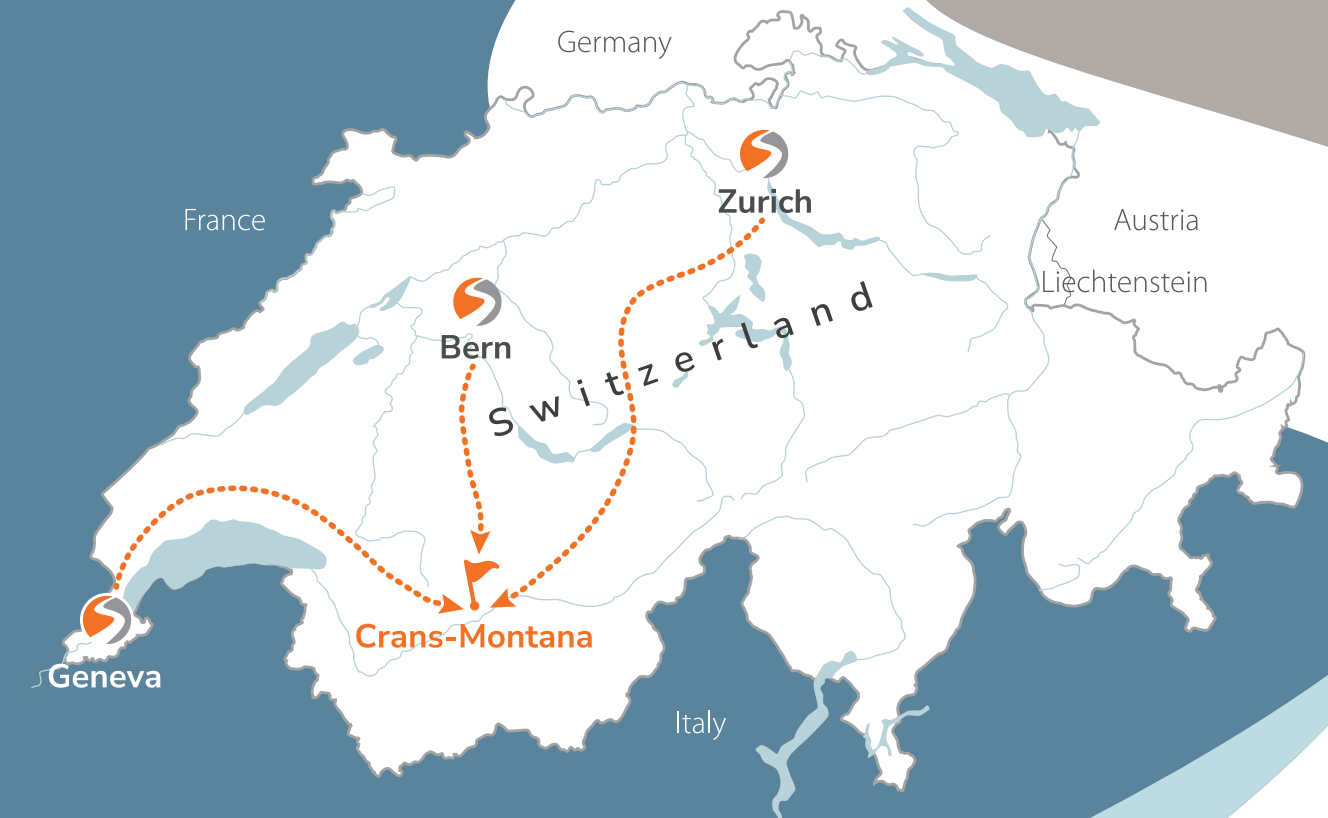 Germany
Zurich
France
Austria
Liechtenstein
Bern
Switzerland
Crans-Montana
Geneva
Italy